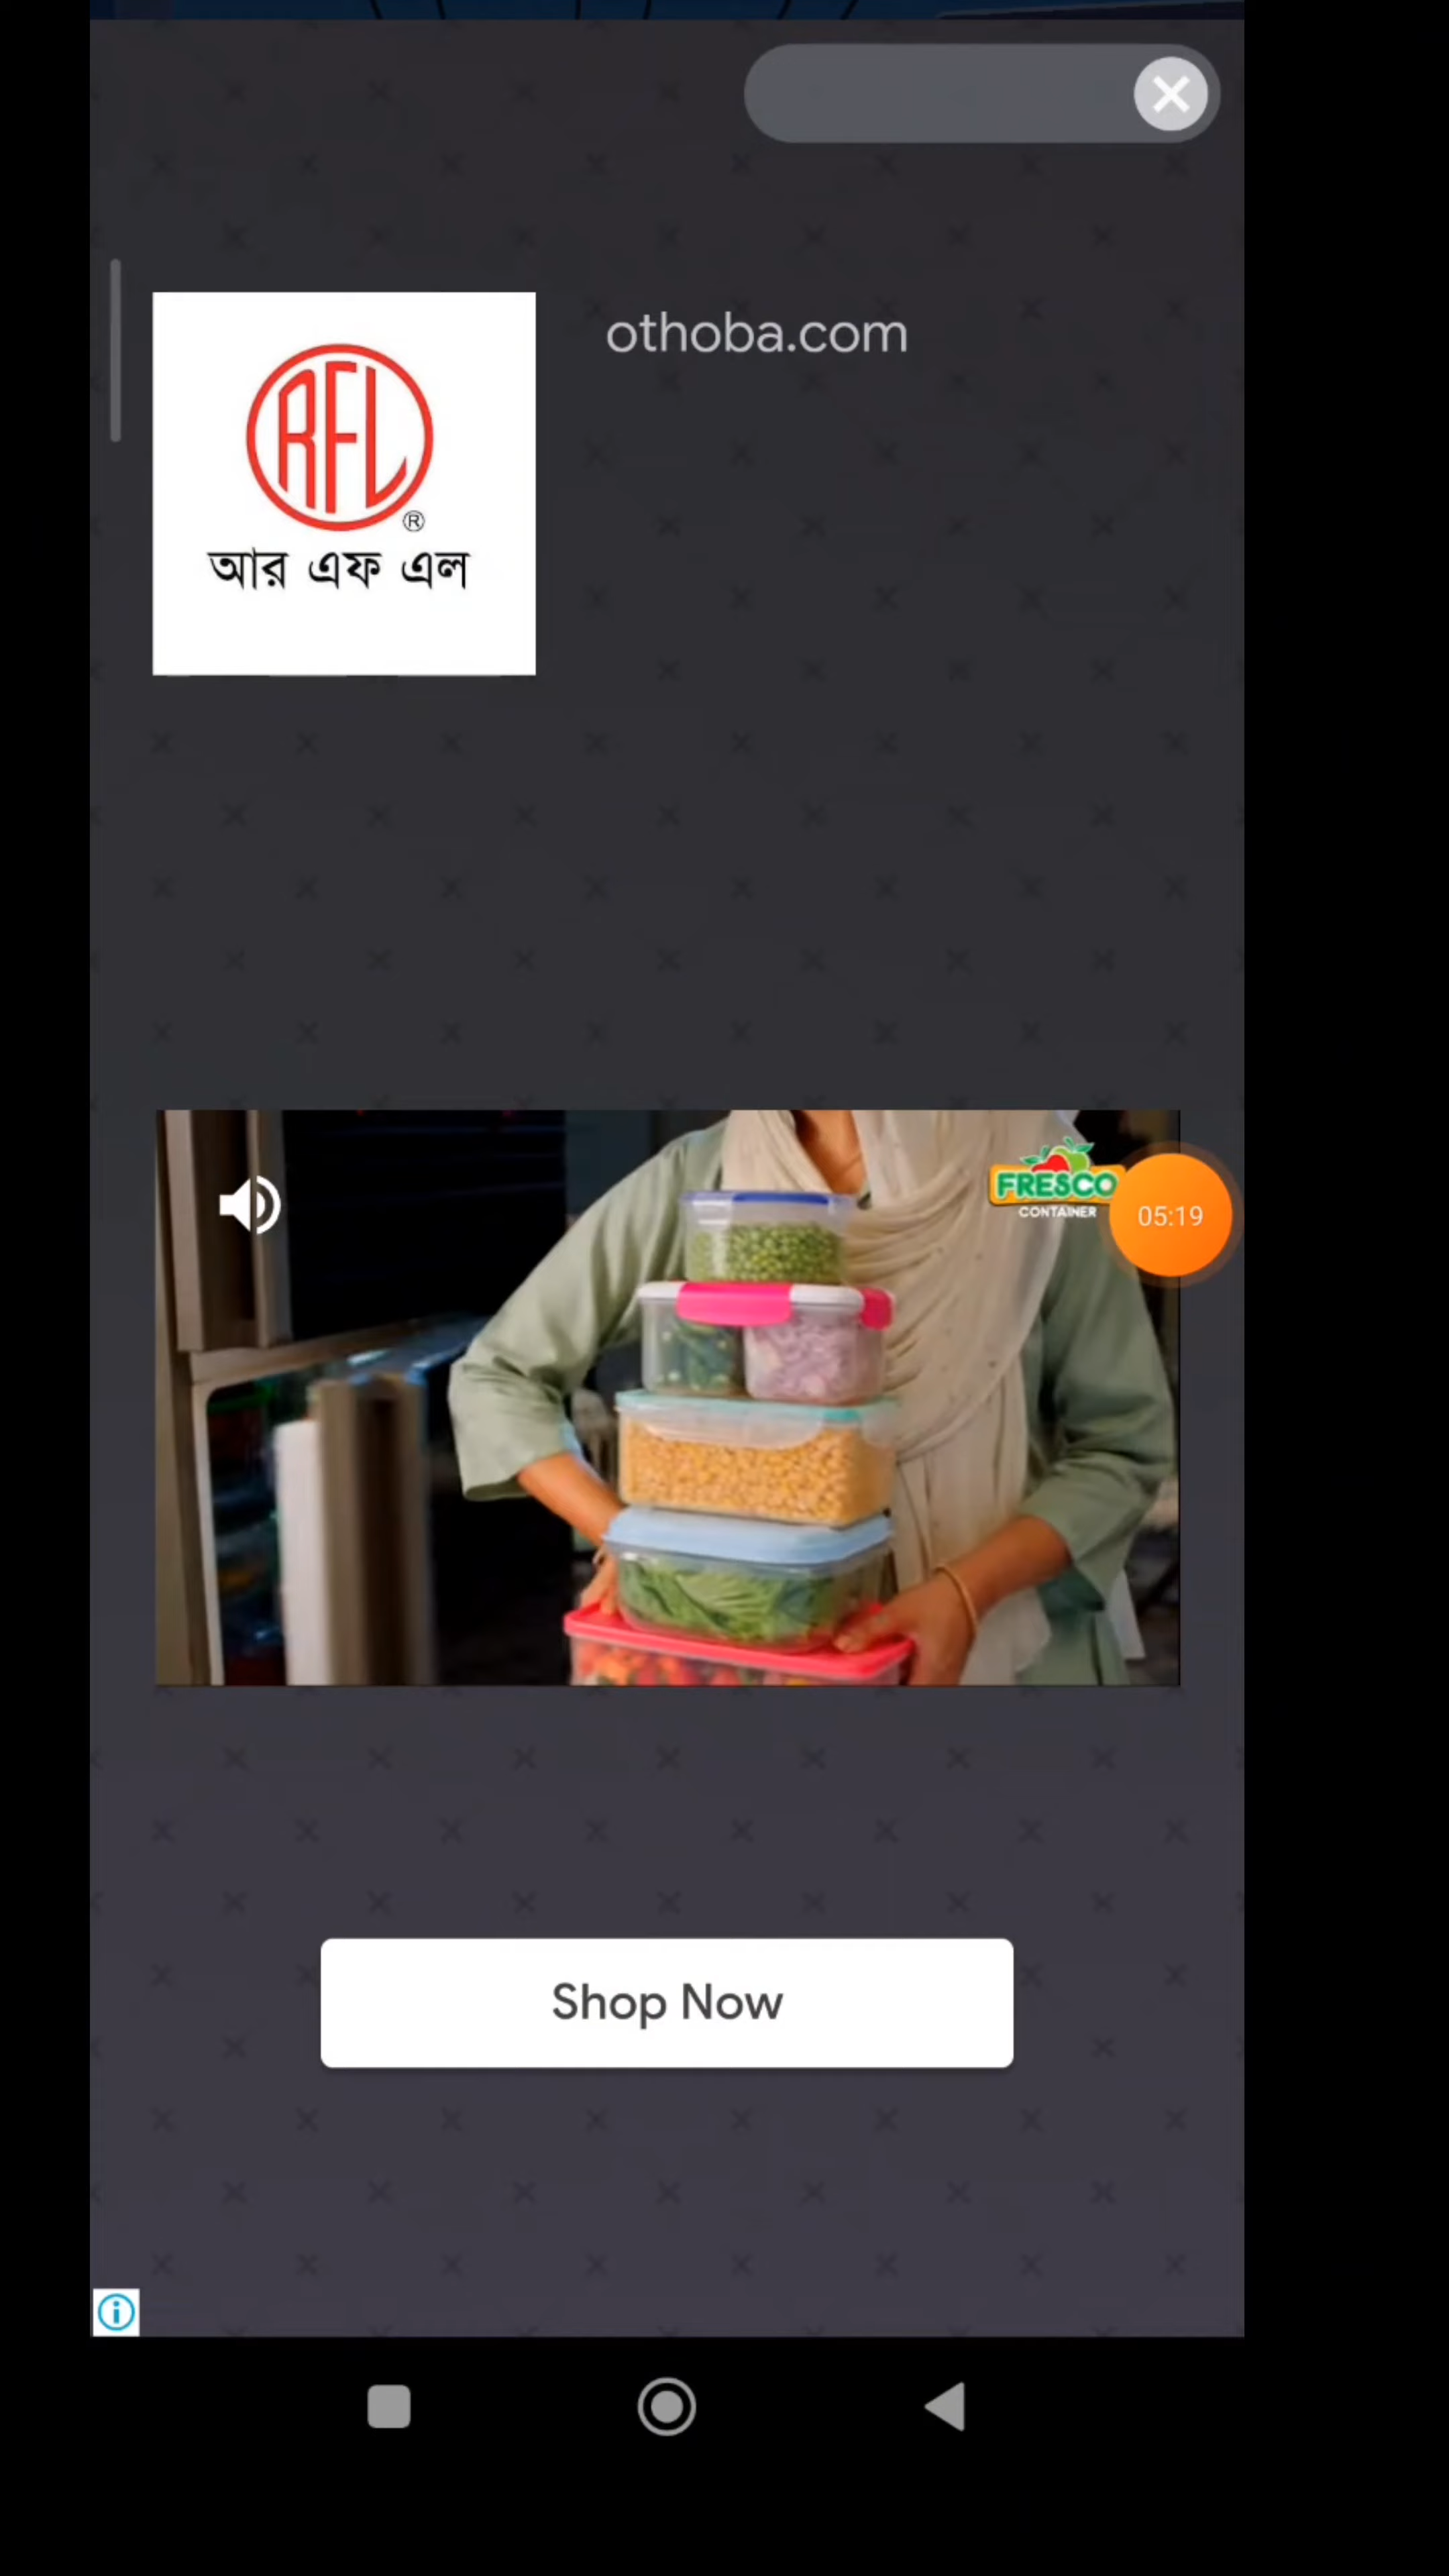 othoba.com
RFL
®
আর এফ এল
FRESCO
CONTAINER
05:19
Shop Now